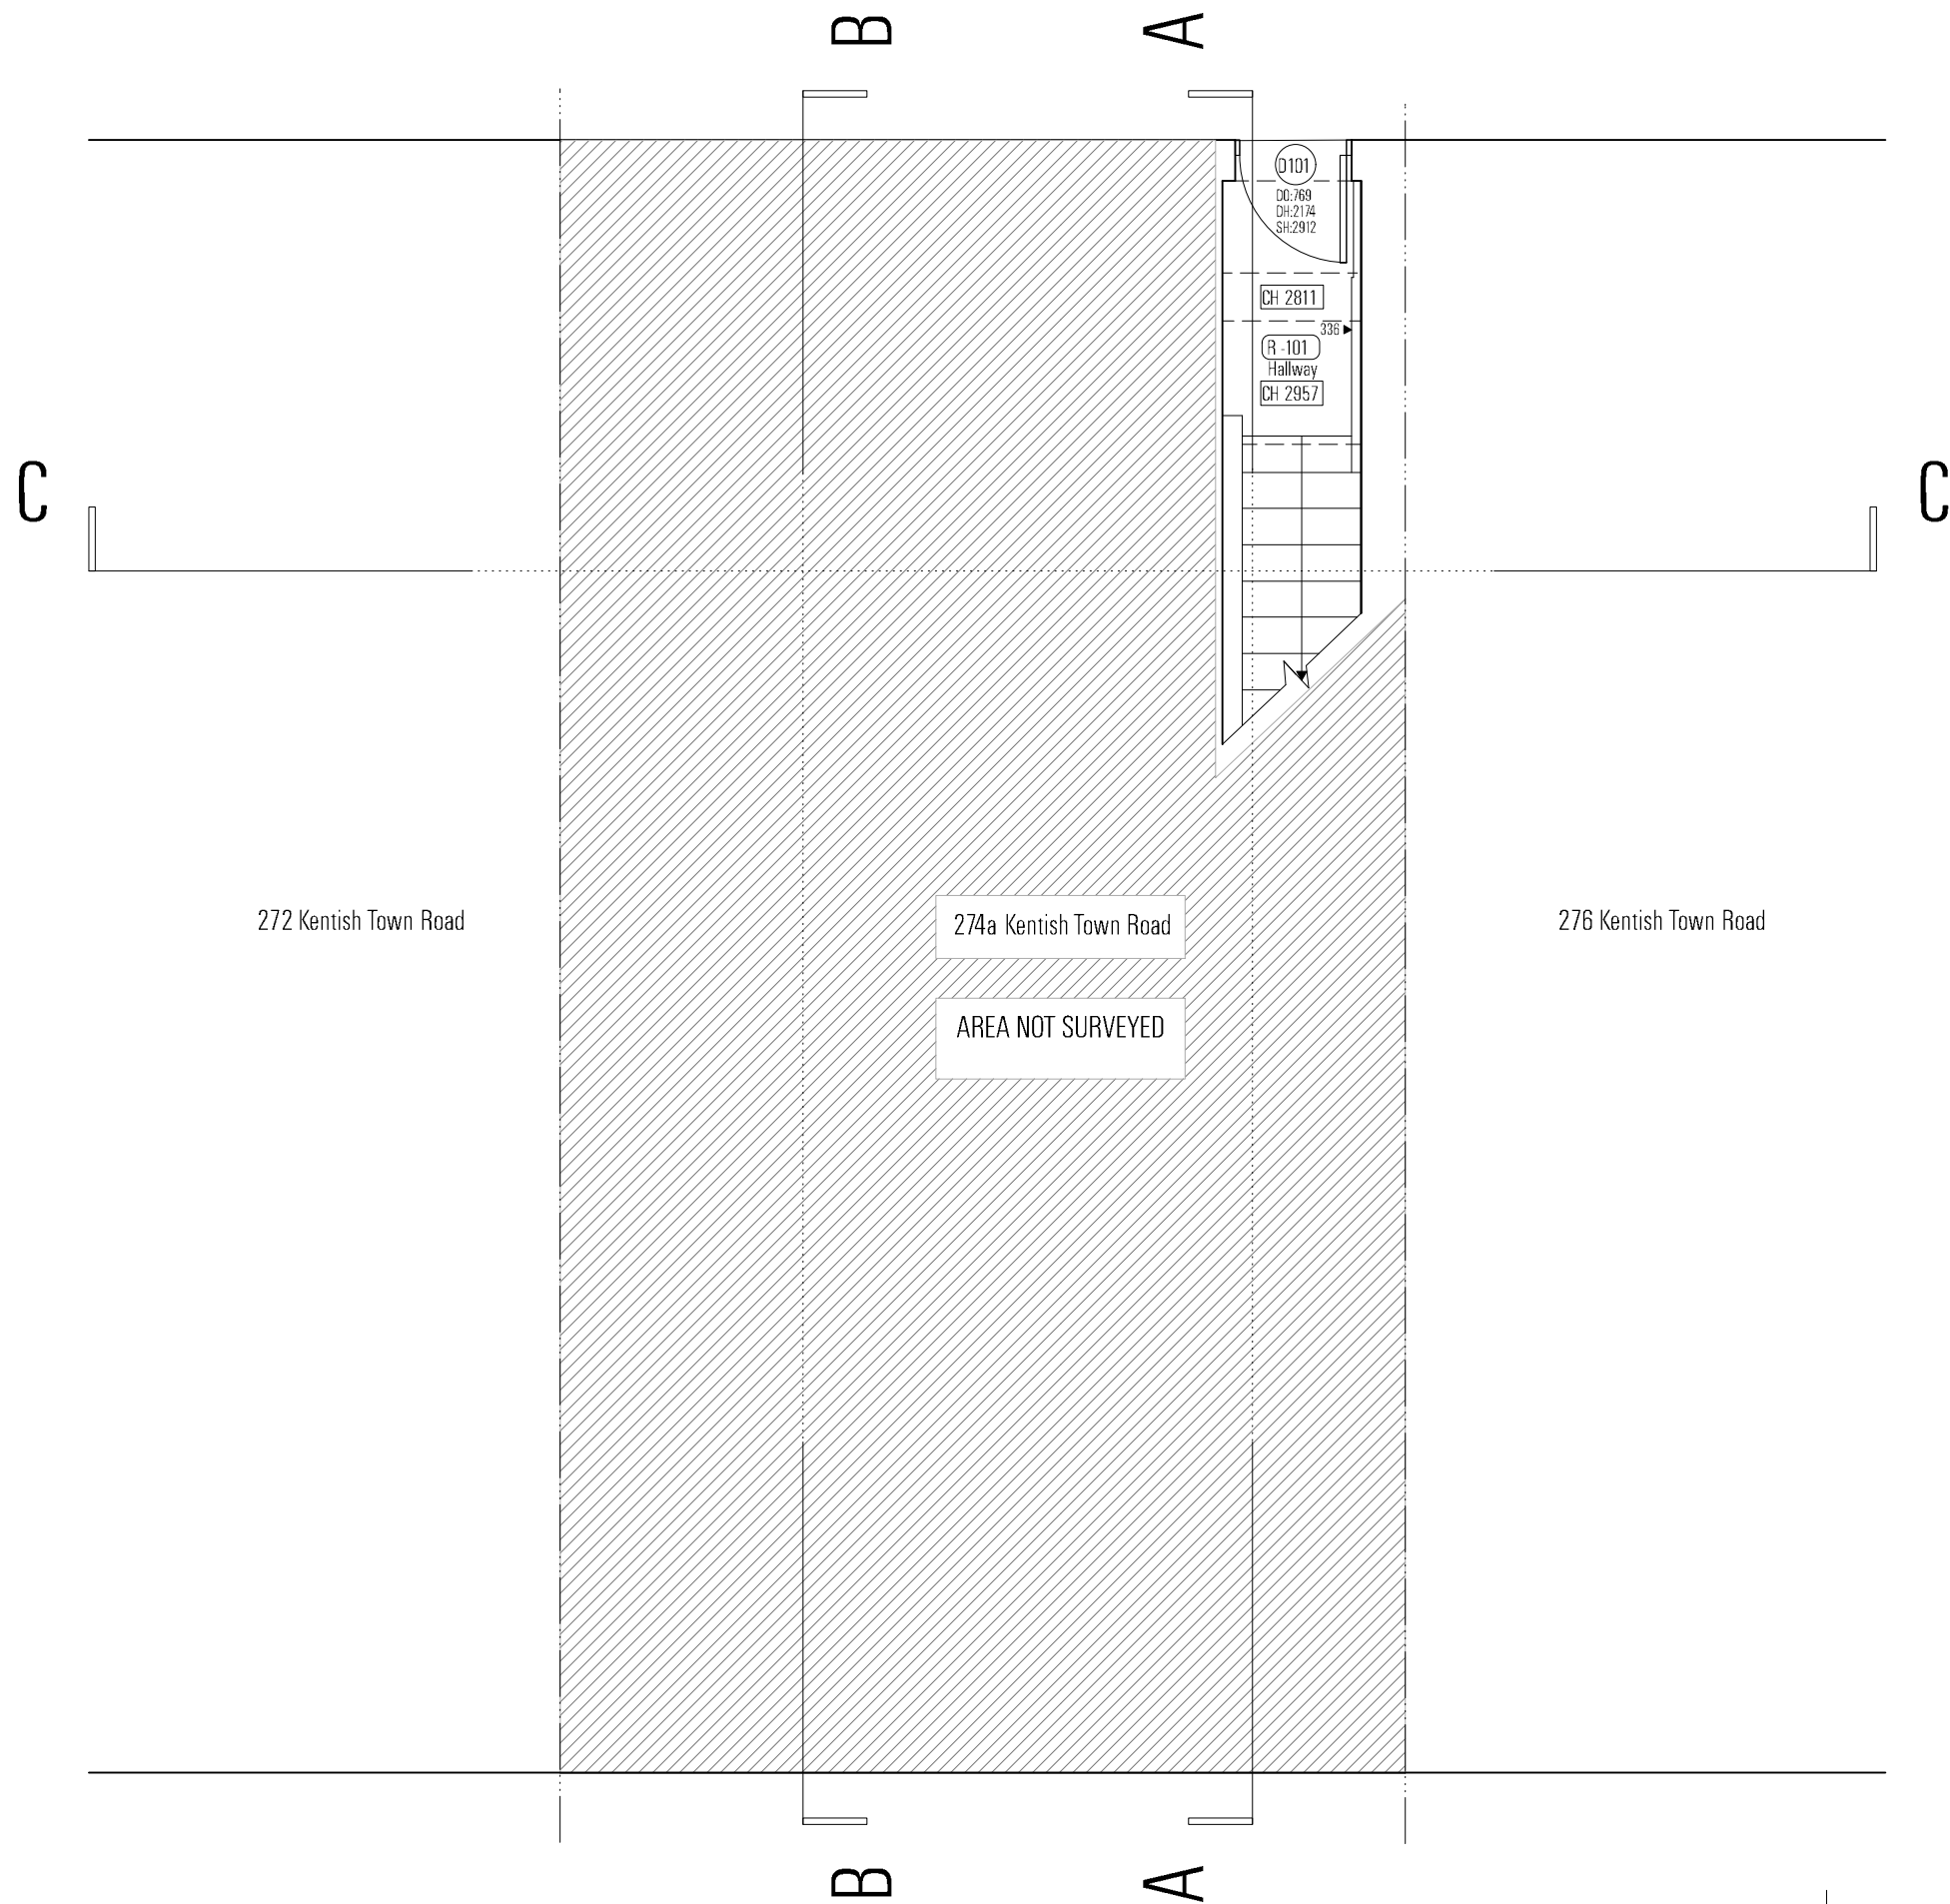 B
A
D101
DO:769
DH:2174
SH:2912
CH 2811
336
R -101
Hallway
CH 2957
C
C
272 Kentish Town Road
274a Kentish Town Road
276 Kentish Town Road
AREA NOT SURVEYED
B
A